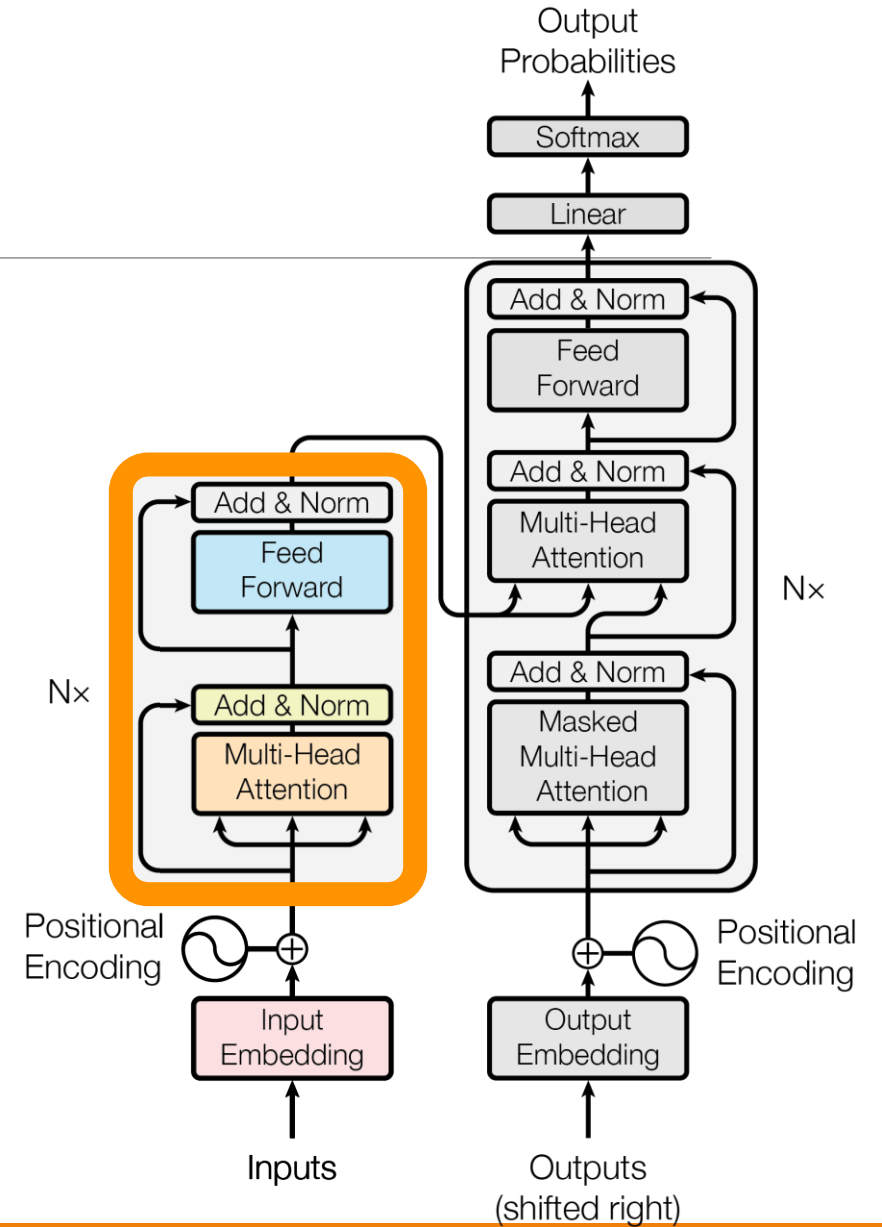 Output
Probabilities
Softmax
Linear
Add & Norm
Feed
Forward
Add & Norm
Multi-Head
Attention
Nx
Add & Norm
Masked
Multi-Head
Attention
Add & Norm
Feed
Forward
Nx
Add & Norm
Multi-Head
Attention
Positional
Encoding
Positional
Encoding
Input
Embedding
Output
Embedding
Inputs
Outputs
(shifted right)